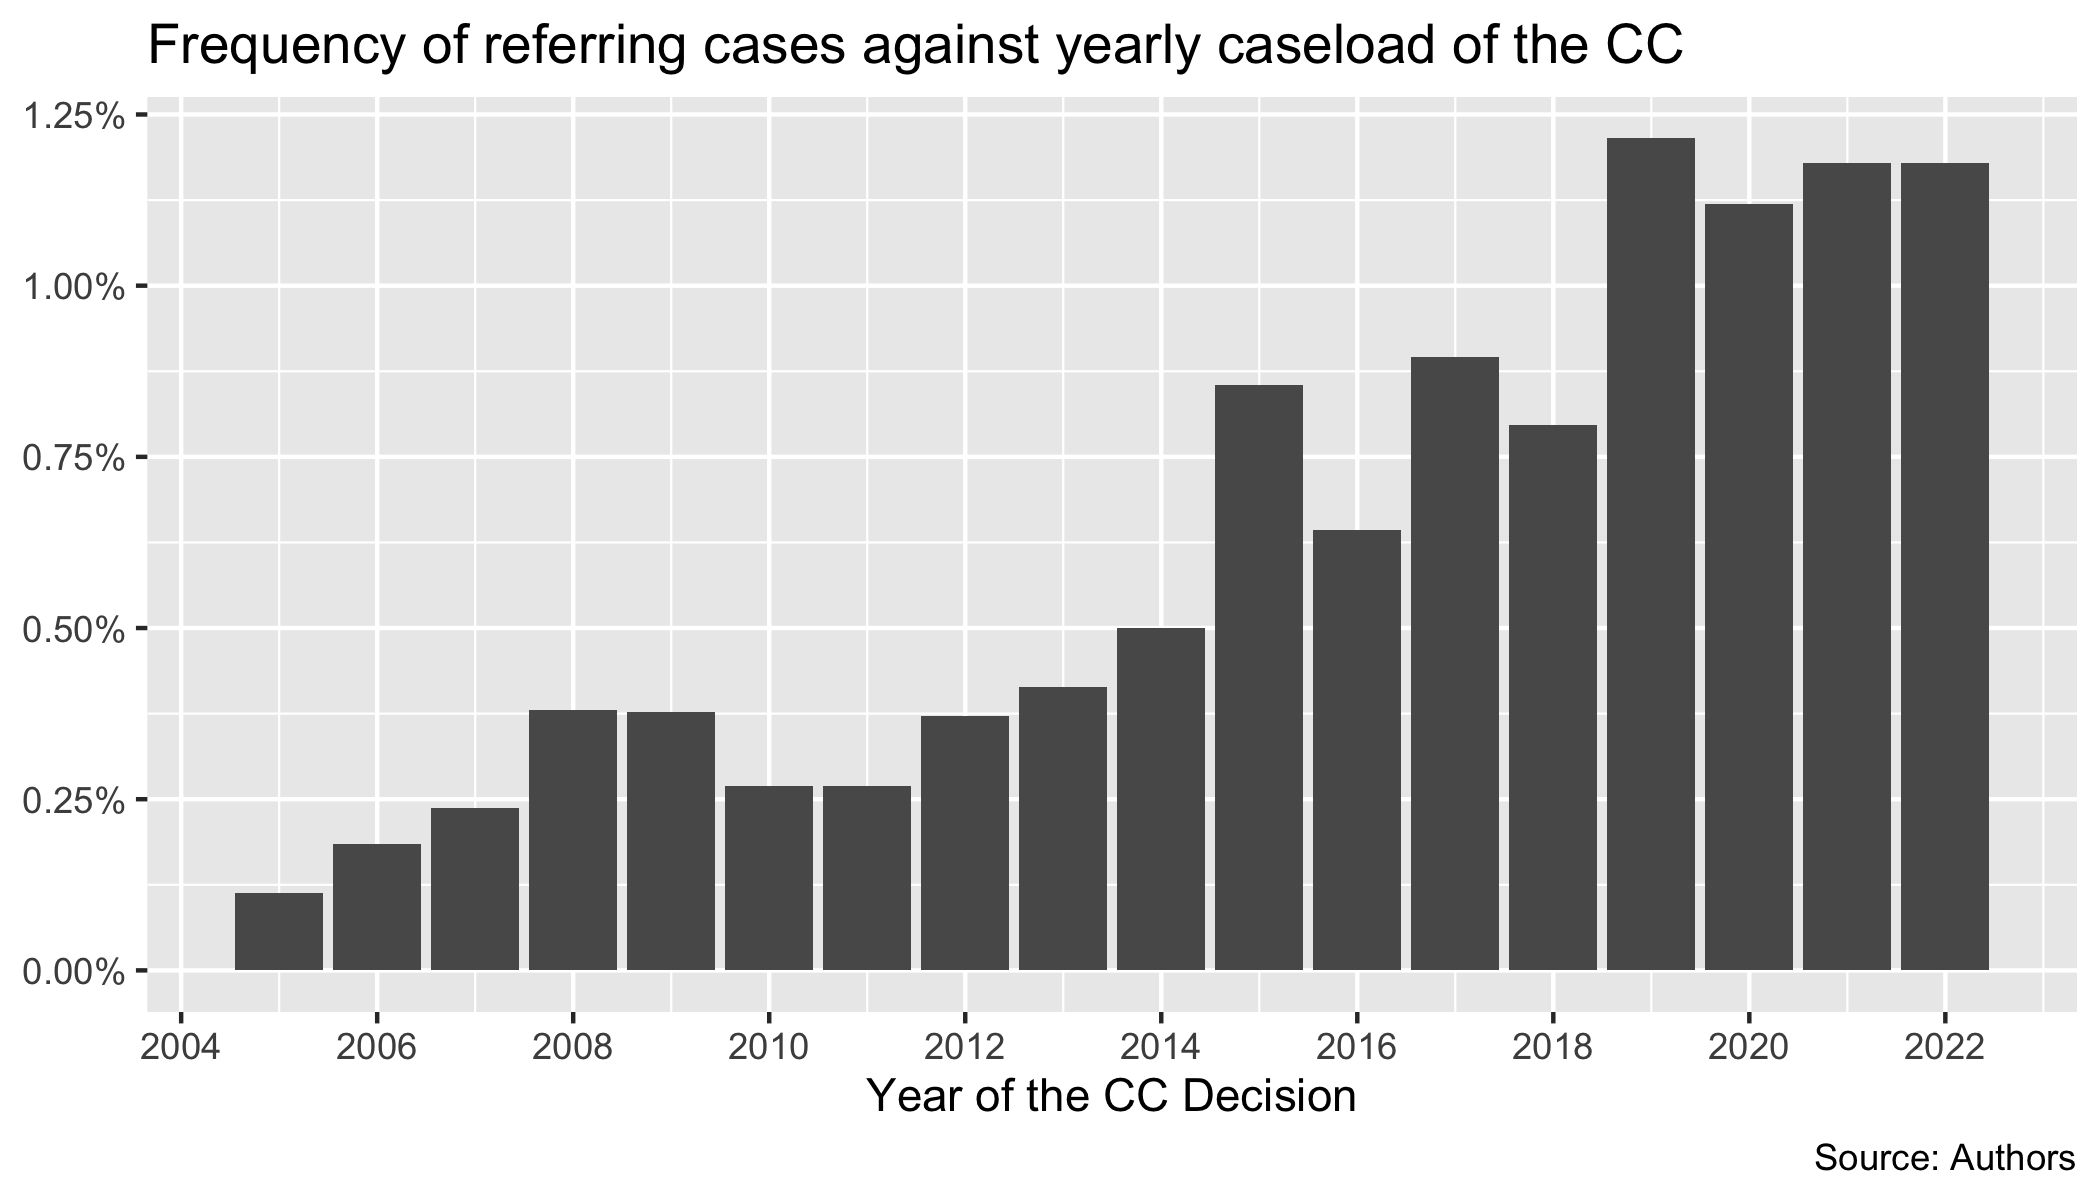 Frequency of referring cases against yearly caseload of the CC
1.25%
1.00%
0.75%
0.50%
0.25%
0.00%
2004 2006 2008 2010 2012 2014 2016 2018 2020 2022
Year of the CC Decision
Source: Authors